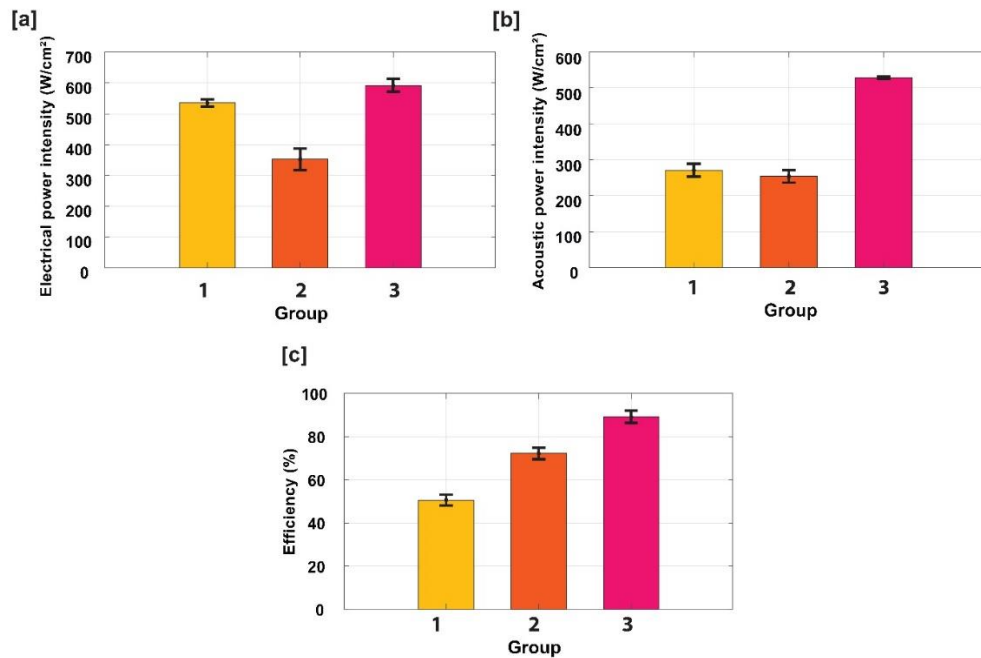 [a]
Electrical power intensity (W/cm²)
700
600
500
400
300
200
100
0
1 2 3
Group
[b]
Acoustic power intensity (W/cm²)
600
500
400
300
200
100
0
1 2 3
Group
[c]
Efficiency (%)
100
80
60
40
20
0
1 2 3
Group